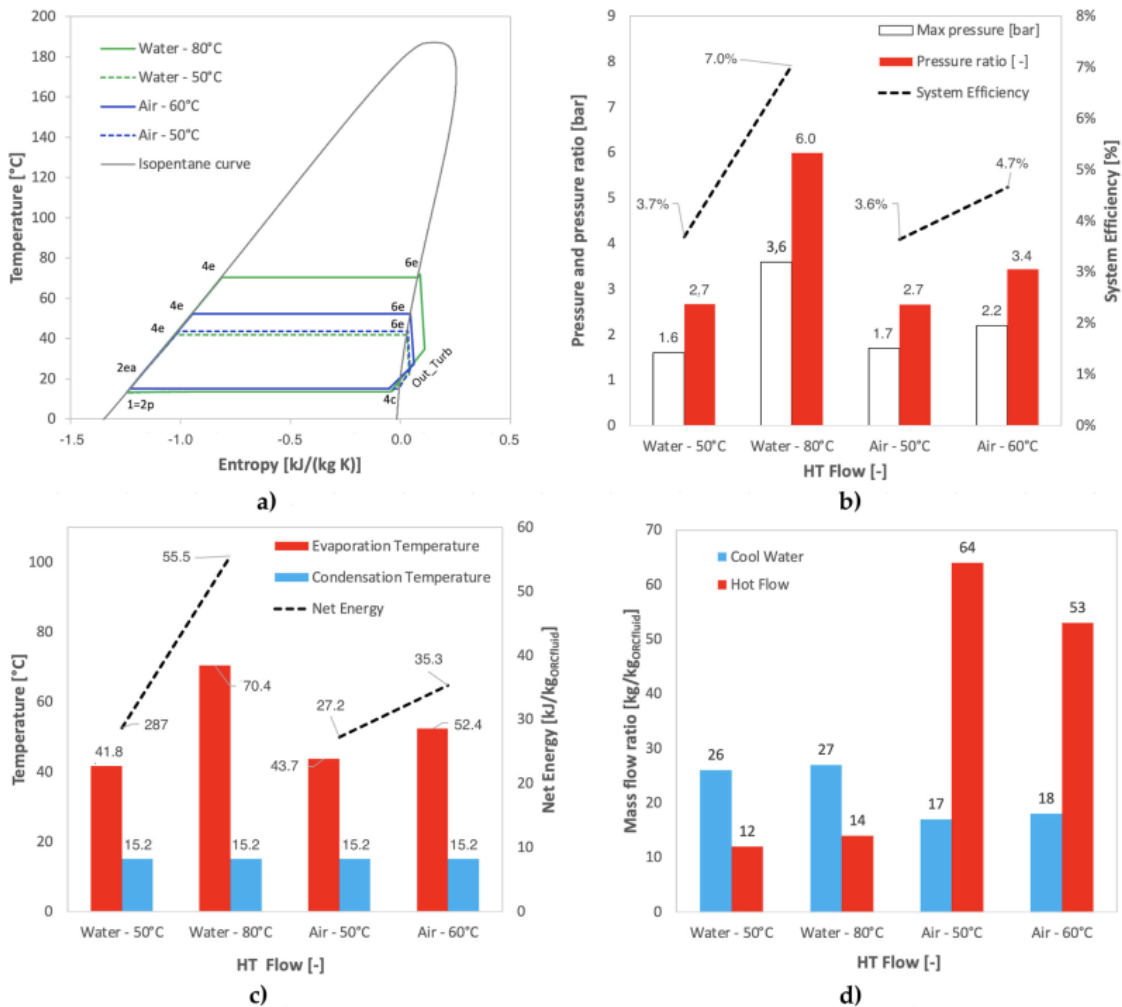 200
180
160
140
120
100
80
60
40
20
0
Temperature [°C]
Water - 80°C
Water - 50°C
Air - 60°C
Air - 50°C
Isopentane curve
4e
6e
4e
6e
4e
6e
2ea
1=2p
4c
Out_Turb
-1.5
-1.0
-0.5
0.0
0.5
Entropy [kJ/(kg K)]
a)
9
8
7
6
5
4
3
2
1
0
Pressure and pressure ratio [bar]
Max pressure [bar]
Pressure ratio [ -]
System Efficiency
7.0%
3.7%
3.6%
4.7%
1.6
2,7
3,6
6.0
1.7
2.7
2.2
3.4
8%
7%
6%
5%
4%
3%
2%
1%
0%
System Efficiency [%]
Water - 50°C
Water - 80°C
Air - 50°C
Air - 60°C
HT Flow [-]
b)
100
80
60
40
20
0
Temperature [°C]
Evaporation Temperature
Condensation Temperature
Net Energy
55.5
287
27.2
35.3
41.8
15.2
70.4
15.2
43.7
15.2
52.4
15.2
60
50
40
30
20
10
0
Net Energy [kJ/kgORCfluid]
Water - 50°C
Water - 80°C
Air - 50°C
Air - 60°C
HT Flow [-]
c)
70
60
50
40
30
20
10
0
Mass flow ratio [kg/kgORCfluid]
Cool Water
Hot Flow
26
12
27
14
17
64
18
53
Water - 50°C
Water - 80°C
Air - 50°C
Air - 60°C
HT Flow [-]
d)